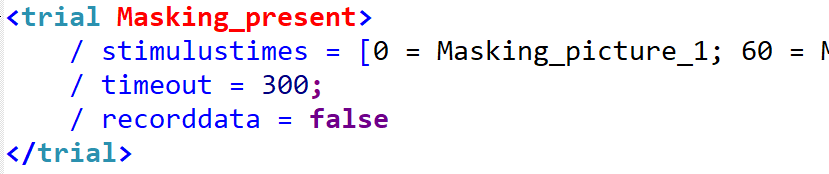 <trial Masking_present>
/ stimulustimes = [0 = Masking_picture_1; 60 =
/ timeout = 300;
/ recorddata = false
</trial>